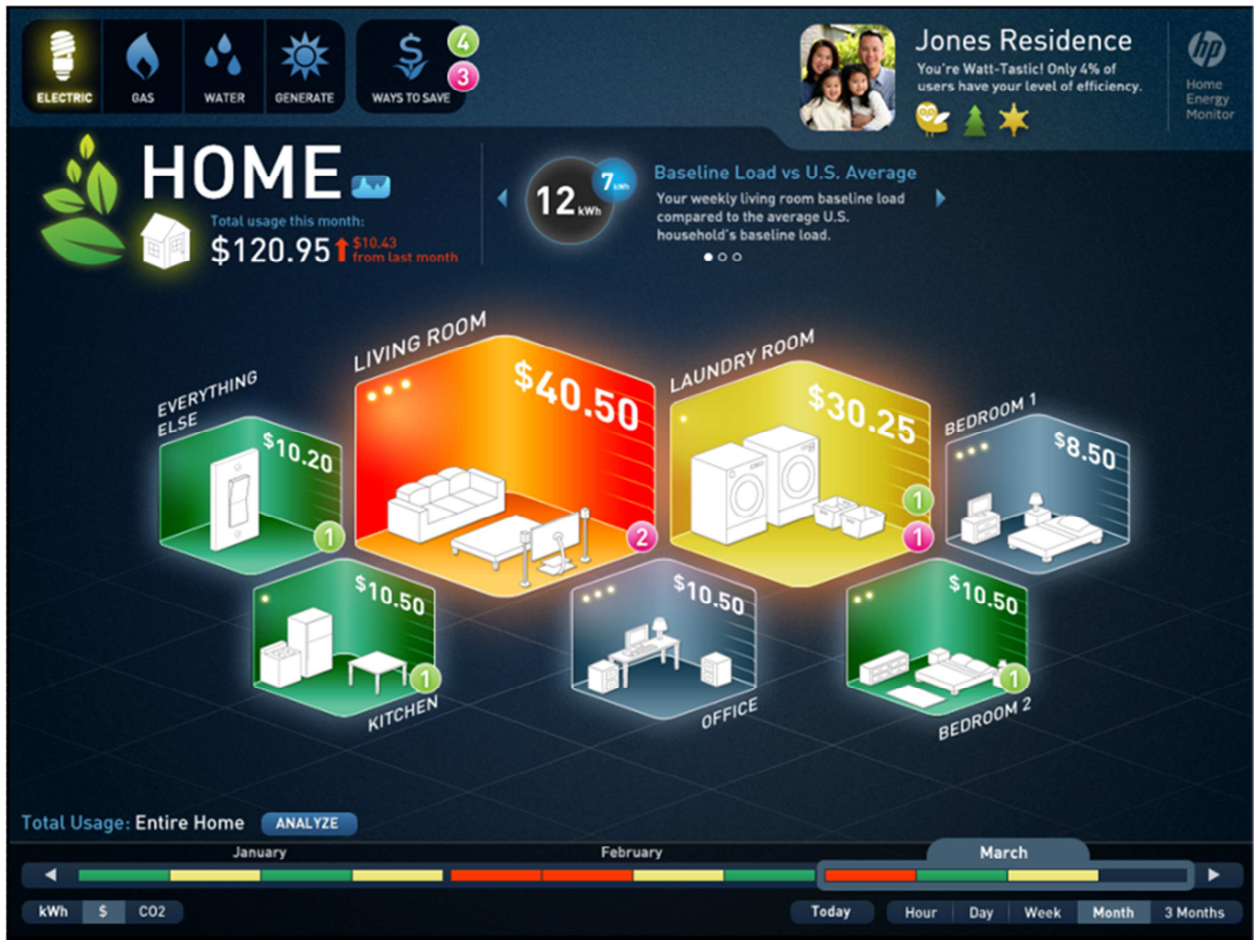 ELECTRIC
GAS
WATER
GENERATE
$
WAYS TO SAVE
4
3
Jones Residence
You're Watt-Tastic! Only 4% of
users have your level of efficiency.
hp
Home
Energy
Monitor
HOME
Total usage this month:
$120.95
$10.43
from last month
12 kWh
7 kWh
Baseline Load vs U.S. Average
Your weekly living room baseline load
compared to the average U.S.
household's baseline load.
EVERYTHING
ELSE
$10.20
1
LIVING ROOM
$40.50
2
LAUNDRY ROOM
$30.25
1
1
BEDROOM 1
$8.50
$10.50
1
KITCHEN
$10.50
OFFICE
$10.50
1
BEDROOM 2
Total Usage: Entire Home
ANALYZE
January
February
March
kWh
$
CO2
Today
Hour
Day
Week
Month
3 Months